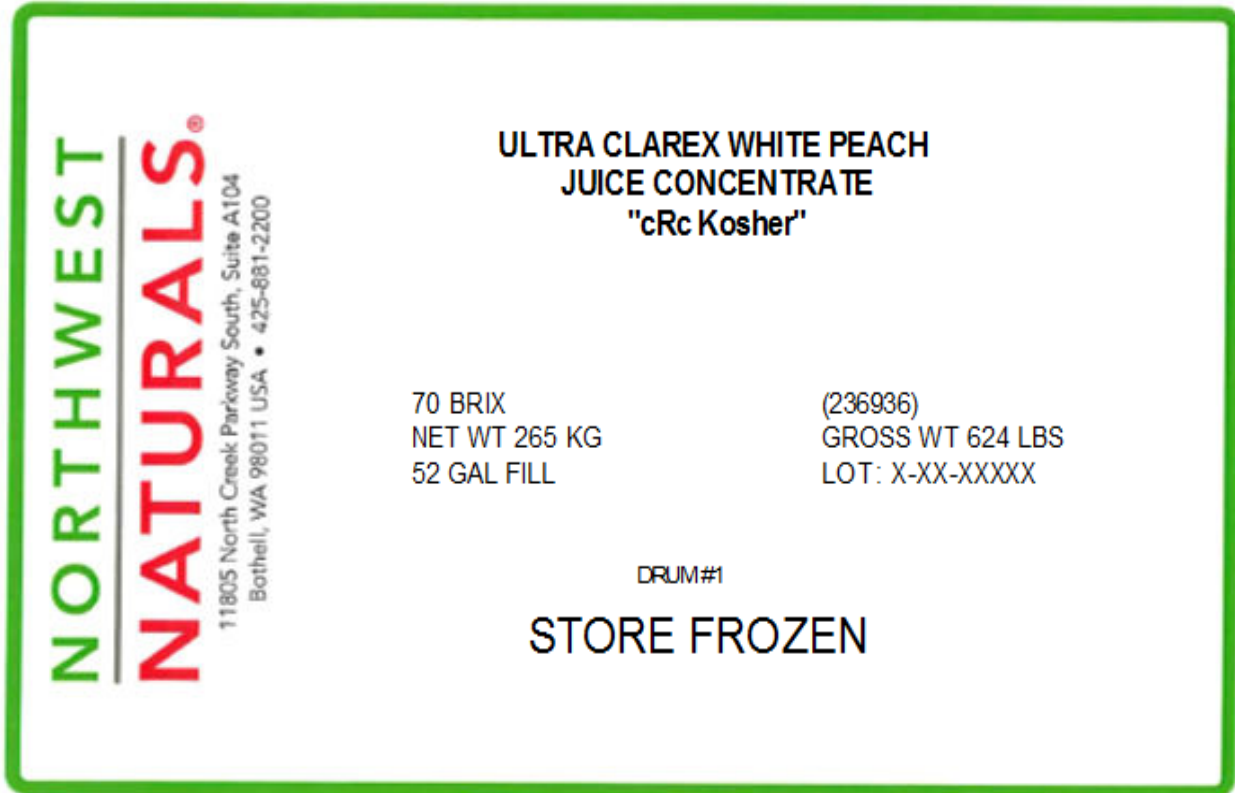 NORTHWEST
NATURALS®
11805 North Creek Parkway South, Suite A104
Bothell, WA 98011 USA • 425-881-2200
ULTRA CLAREX WHITE PEACH
JUICE CONCENTRATE
"cRc Kosher"
70 BRIX
NET WT 265 KG
52 GAL FILL
(236936)
GROSS WT 624 LBS
LOT: X-XX-XXXXX
DRUM#1
STORE FROZEN